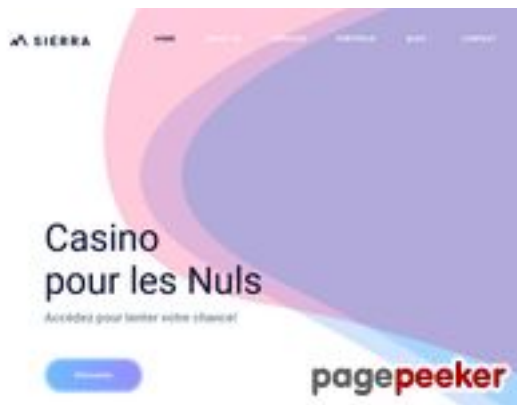 SIERRA
HOME
PORTFOLIO BLOG CONTACT
Casino
pour les Nuls
Accédez pour tenter votre chance!
pagepeeker